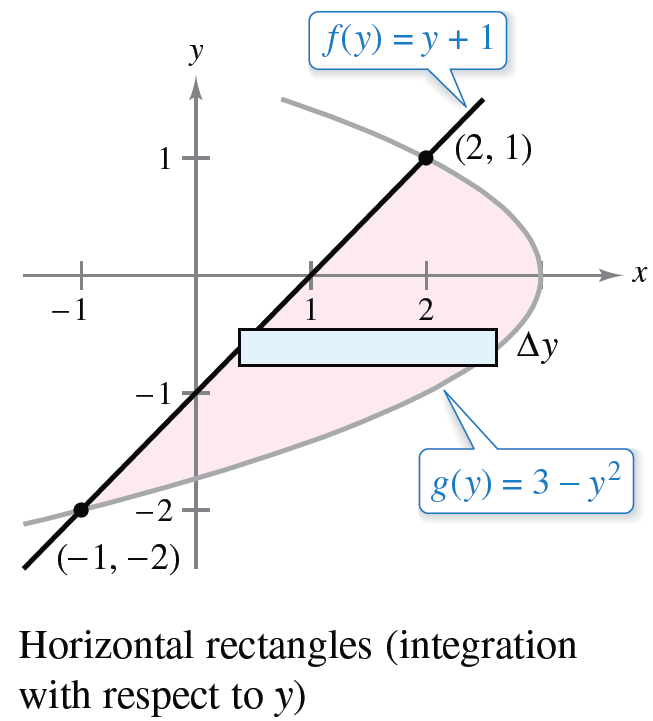 f(y) = y + 1
y
1
(2, 1)
x
−1
1
2
Δy
−1
g(y) = 3 − y²
−2
(−1, −2)
Horizontal rectangles (integration
with respect to y)